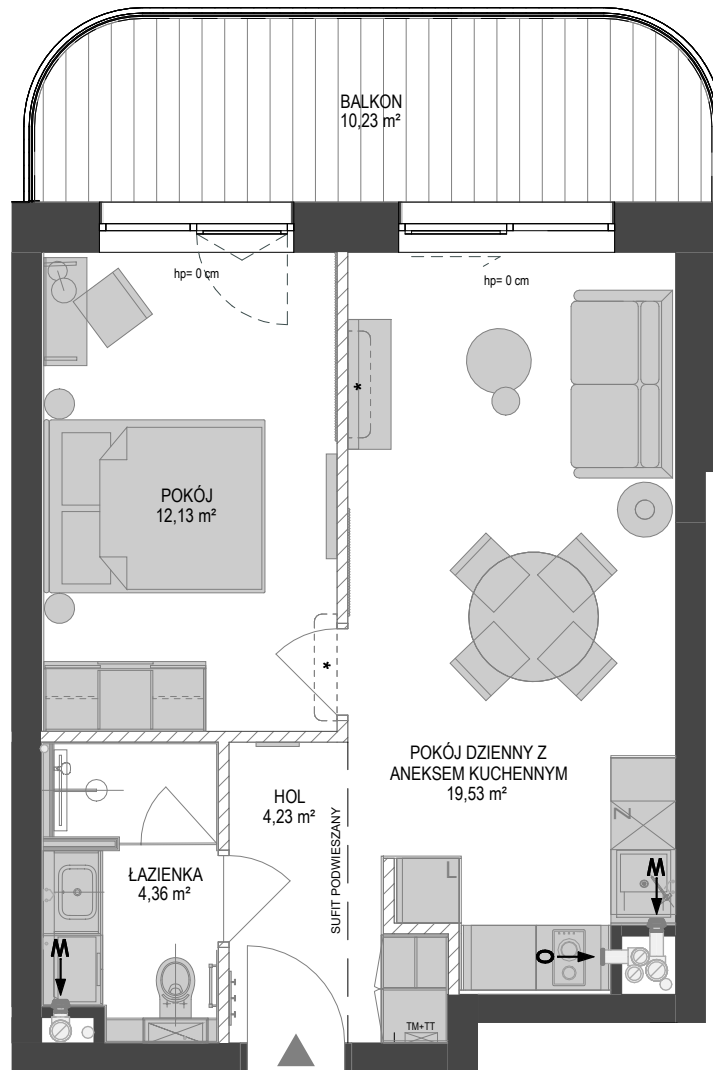 BALKON
10,23 m²
hp= 0 cm
hp= 0 cm
*
POKÓJ
12,13 m²
*
POKÓJ DZIENNY Z
ANEKSEM KUCHENNYM
19,53 m²
HOL
4,23 m²
SUFIT PODWIESZANY
Z
ŁAZIENKA
4,36 m²
L
W
W
O
TM+TT